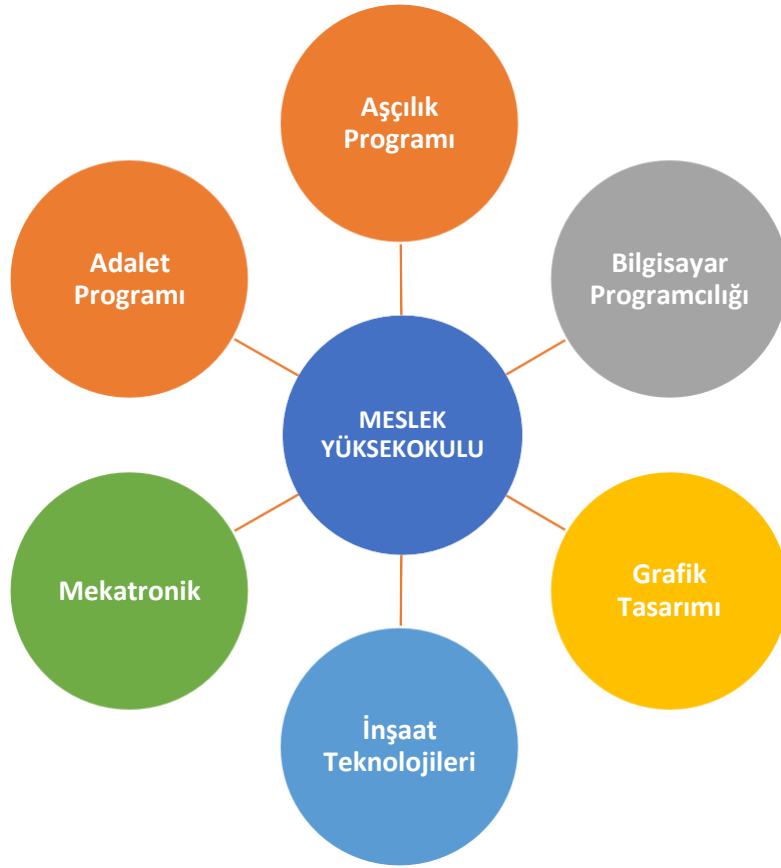 Aşçılık
Programı
Adalet
Programı
Bilgisayar
Programcılığı
MESLEK
YÜKSEKOKULU
Mekatronik
Grafik
Tasarımı
İnşaat
Teknolojileri